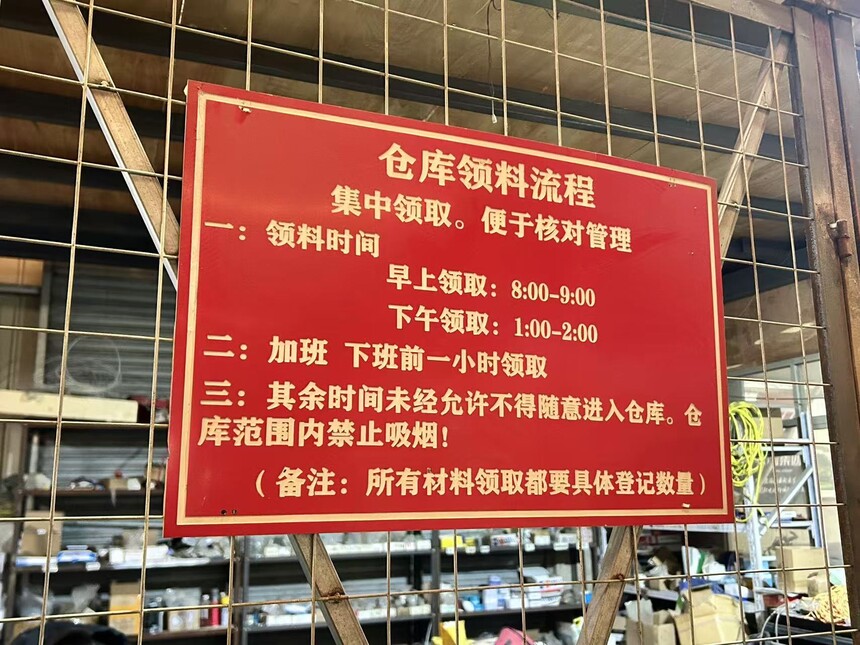 仓库领料流程
集中领取。便于核对管理
一：领料时间
早上领取：8:00-9:00
下午领取：1:00-2:00
二：加班 下班前一小时领取
三：其余时间未经允许不得随意进入仓库。仓
库范围内禁止吸烟！
（备注：所有材料领取都要具体登记数量）